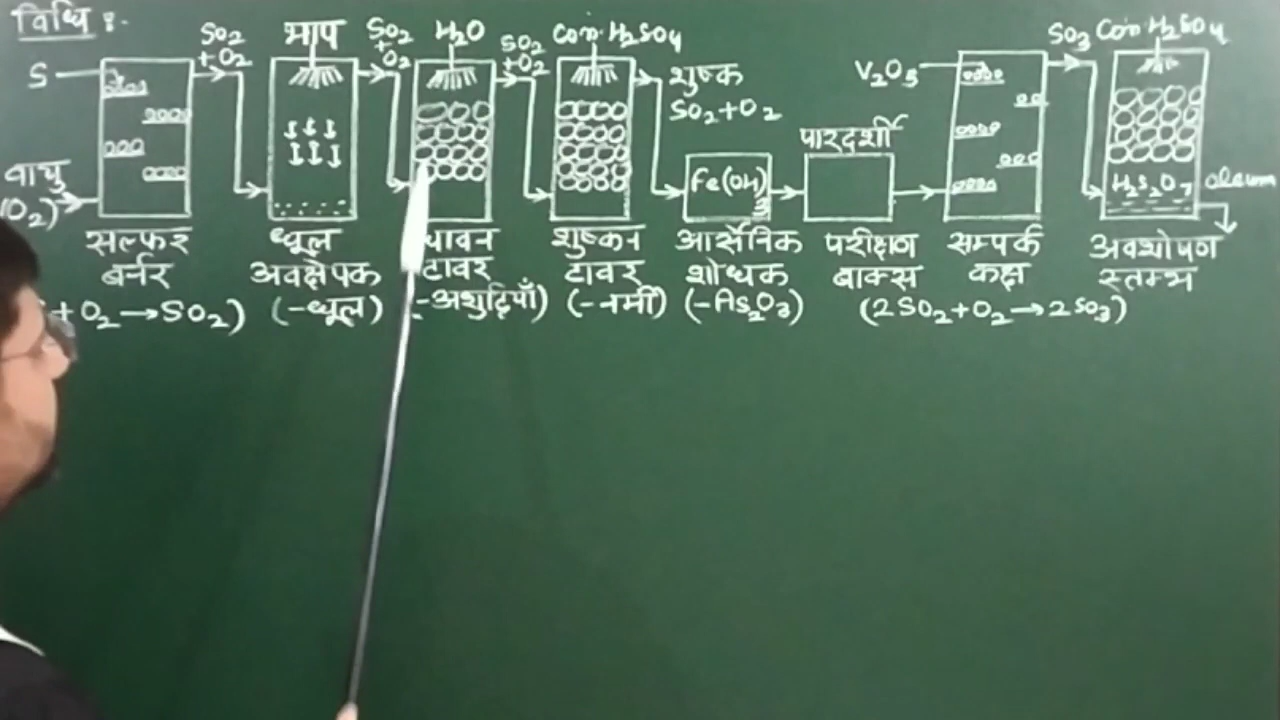 विधि :
S
वायु
(O₂)
SO₂
+O₂
भाप
SO₂
+
O₂
H₂O
SO₂
+O₂
Con. H₂SO₄
शुष्क
SO₂+O₂
Fe(OH)₃
पारदर्शी
V₂O₅
SO₃
Con. H₂SO₄
H₂S₂O₇
oleum
सल्फर
बर्नर
+ O₂ → SO₂)
धूल
अवक्षेपक
(-धूल)
धावन
टावर
-अशुद्धियाँ)
शुष्कन
टावर
(-नमी)
आर्सेनिक
शोधक
(-As₂O₃)
परीक्षण
बाक्स
सम्पर्क
कक्ष
(2SO₂+O₂→2SO₃)
अवशोषण
स्तम्भ